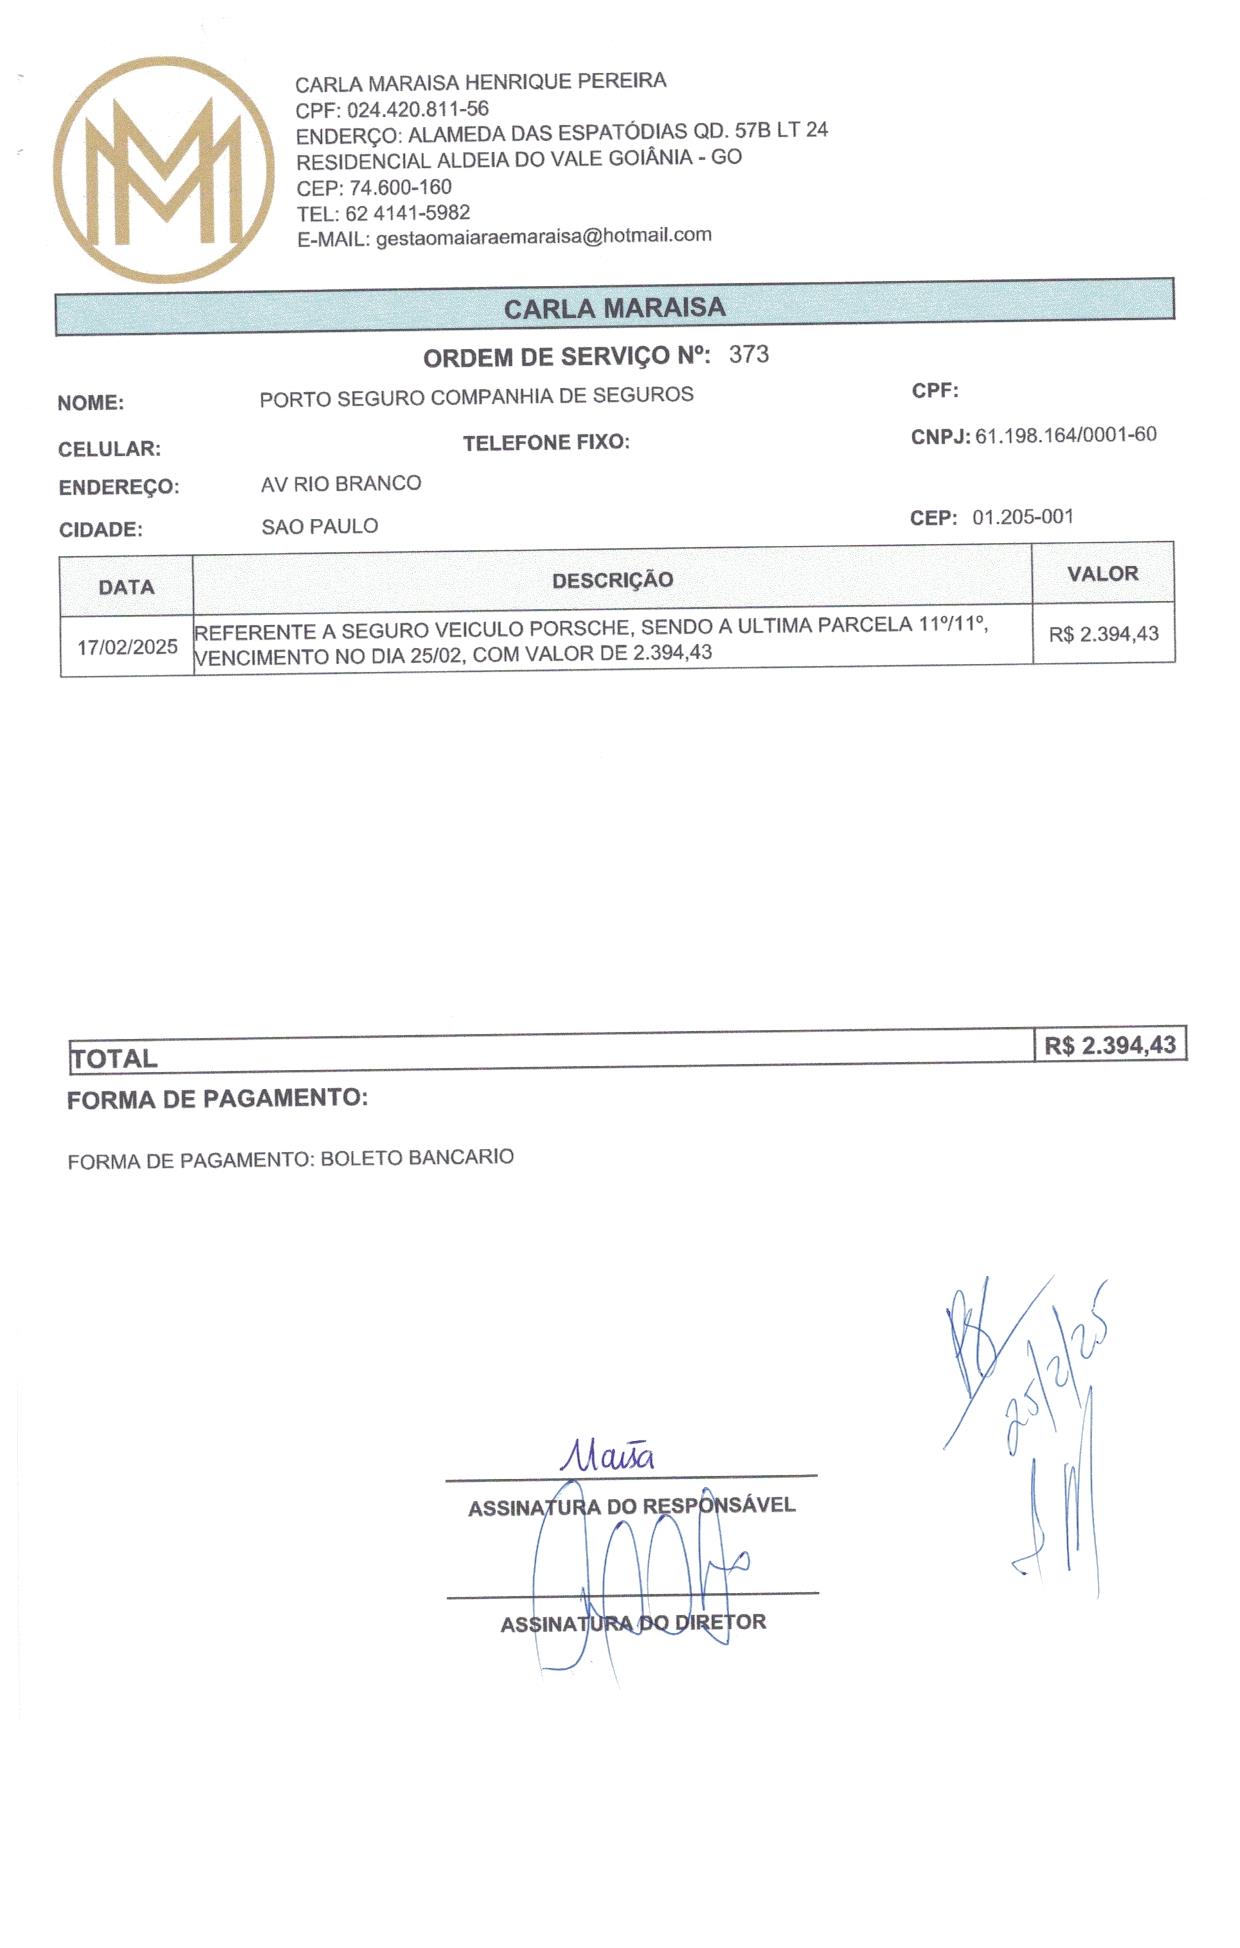 CARLA MARAISA HENRIQUE PEREIRA
CPF: 024.420.811-56
ENDERÇO: ALAMEDA DAS ESPATÓDIAS QD. 57B LT 24
RESIDENCIAL ALDEIA DO VALE GOIÂNIA - GO
CEP: 74.600-160
TEL: 62 4141-5982
E-MAIL: gestaomaiaraemaraisa@hotmail.com
CARLA MARAISA
ORDEM DE SERVIÇO Nº: 373
NOME: PORTO SEGURO COMPANHIA DE SEGUROS CPF:
CELULAR: TELEFONE FIXO: CNPJ: 61.198.164/0001-60
ENDEREÇO: AV RIO BRANCO
CIDADE: SAO PAULO CEP: 01.205-001
DATA DESCRIÇÃO VALOR
17/02/2025 REFERENTE A SEGURO VEICULO PORSCHE, SENDO A ULTIMA PARCELA 11º/11º, R$ 2.394,43
VENCIMENTO NO DIA 25/02, COM VALOR DE 2.394,43
TOTAL R$ 2.394,43
FORMA DE PAGAMENTO:
FORMA DE PAGAMENTO: BOLETO BANCARIO
25/2/25
Maisa
ASSINATURA DO RESPONSÁVEL
ASSINATURA DO DIRETOR